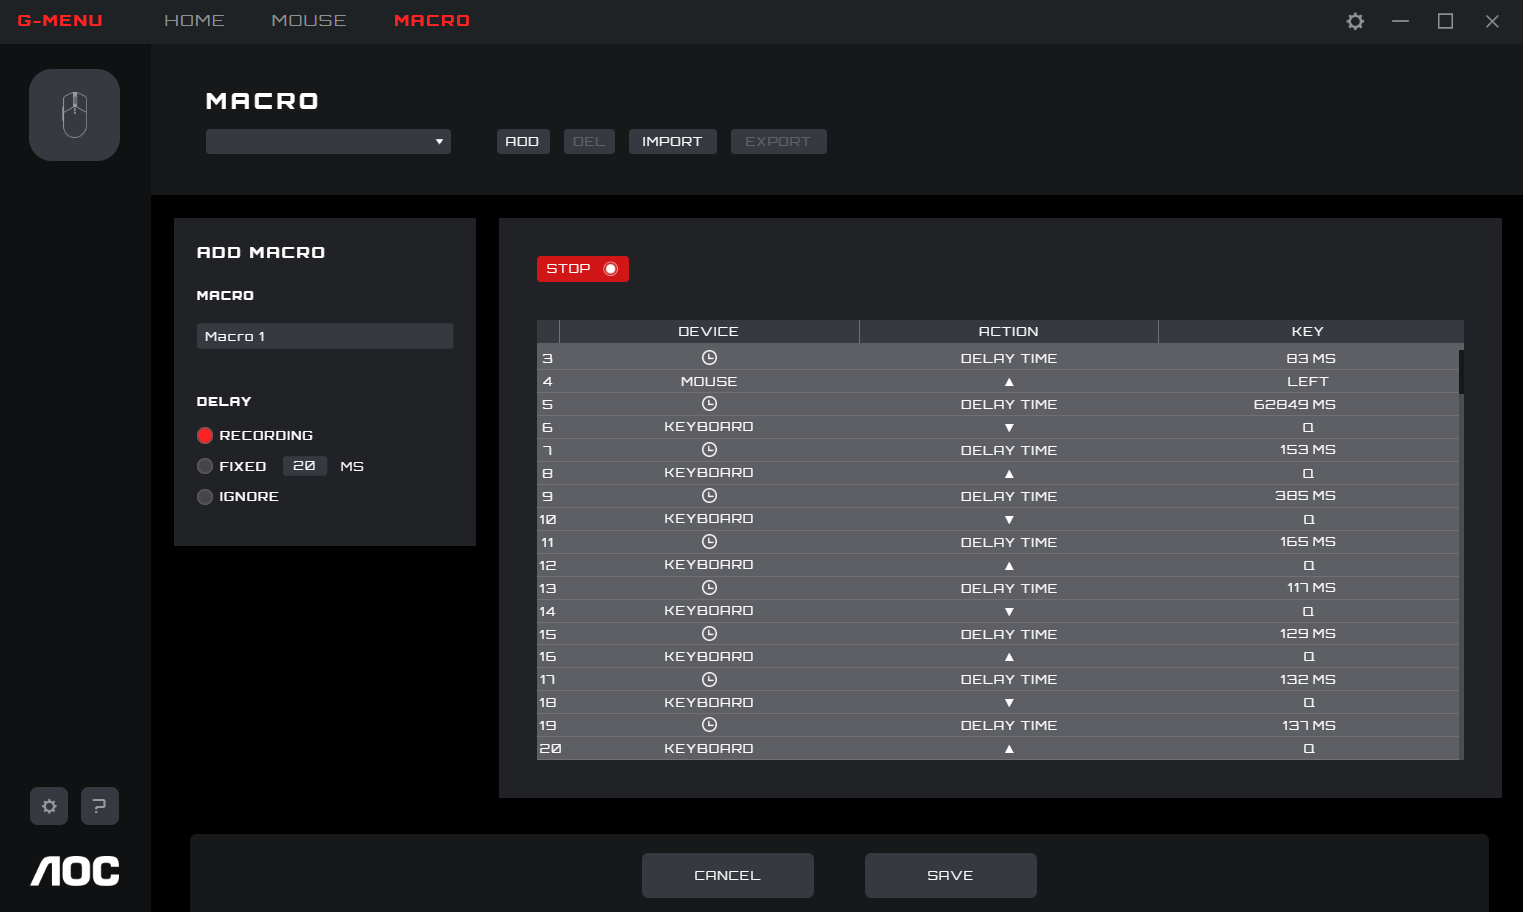 G-MENU HOME MOUSE MACRO
MACRO
ADD DEL IMPORT EXPORT
ADD MACRO
MACRO
Macro 1
DELAY
RECORDING
FIXED 20 MS
IGNORE
STOP
DEVICE ACTION KEY
3 DELAY TIME 83 MS
4 MOUSE ▲ LEFT
5 DELAY TIME 62849 MS
6 KEYBOARD ▼ Q
7 DELAY TIME 153 MS
8 KEYBOARD ▲ Q
9 DELAY TIME 385 MS
10 KEYBOARD ▼ Q
11 DELAY TIME 165 MS
12 KEYBOARD ▲ Q
13 DELAY TIME 117 MS
14 KEYBOARD ▼ Q
15 DELAY TIME 129 MS
16 KEYBOARD ▲ Q
17 DELAY TIME 132 MS
18 KEYBOARD ▼ Q
19 DELAY TIME 137 MS
20 KEYBOARD ▲ Q
?
AOC
CANCEL SAVE